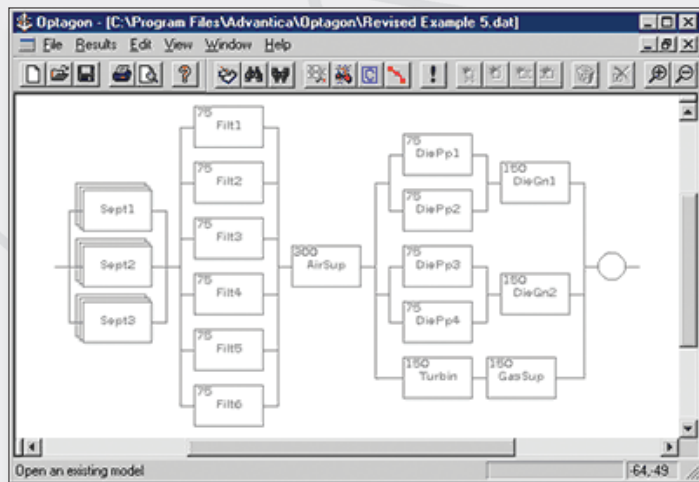 Optagon - [C:\Program Files\Advantica\Optagon\Revised Example 5.dat]
File Results Edit View Window Help
75
Filt1
75
Filt2
75
Filt3
75
Filt4
75
Filt5
75
Filt6
Sept1
Sept2
Sept3
300
AirSup
75
DiePp1
75
DiePp2
75
DiePp3
75
DiePp4
150
DieGn1
150
DieGn2
150
Turbin
150
GasSup
Open an existing model
-64,-49